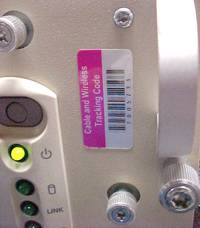 Cable and Wireless
Tracking Code
LINK